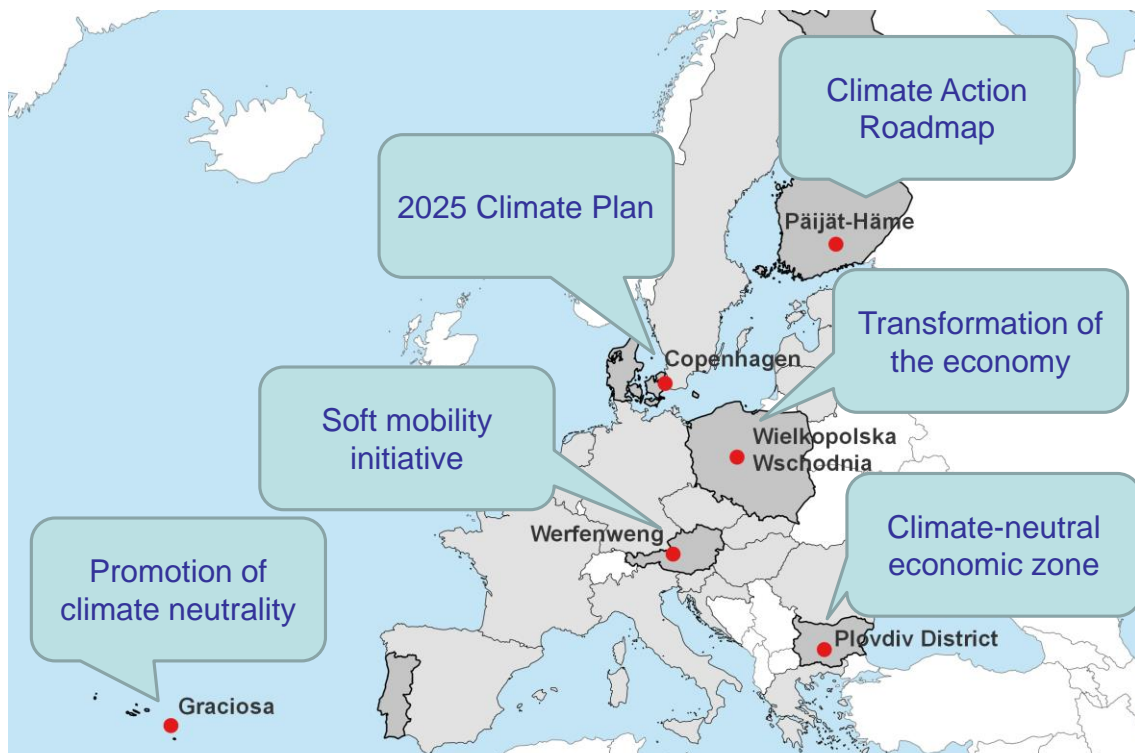 Climate Action
Roadmap
2025 Climate Plan
Päijät-Häme
Transformation of
the economy
Copenhagen
Soft mobility
initiative
Wielkopolska
Wschodnia
Climate-neutral
economic zone
Werfenweng
Promotion of
climate neutrality
Plovdiv District
Graciosa